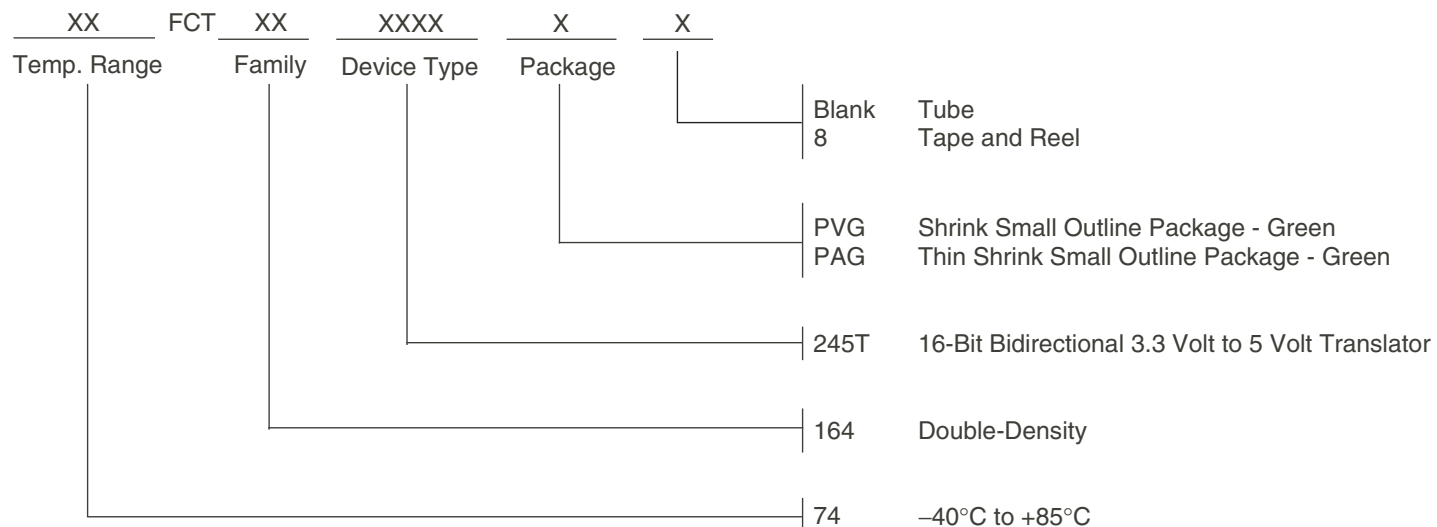 XX FCT XX XXXX X X
Temp. Range Family Device Type Package
Blank Tube
8 Tape and Reel
PVG Shrink Small Outline Package - Green
PAG Thin Shrink Small Outline Package - Green
245T 16-Bit Bidirectional 3.3 Volt to 5 Volt Translator
164 Double-Density
74 –40°C to +85°C